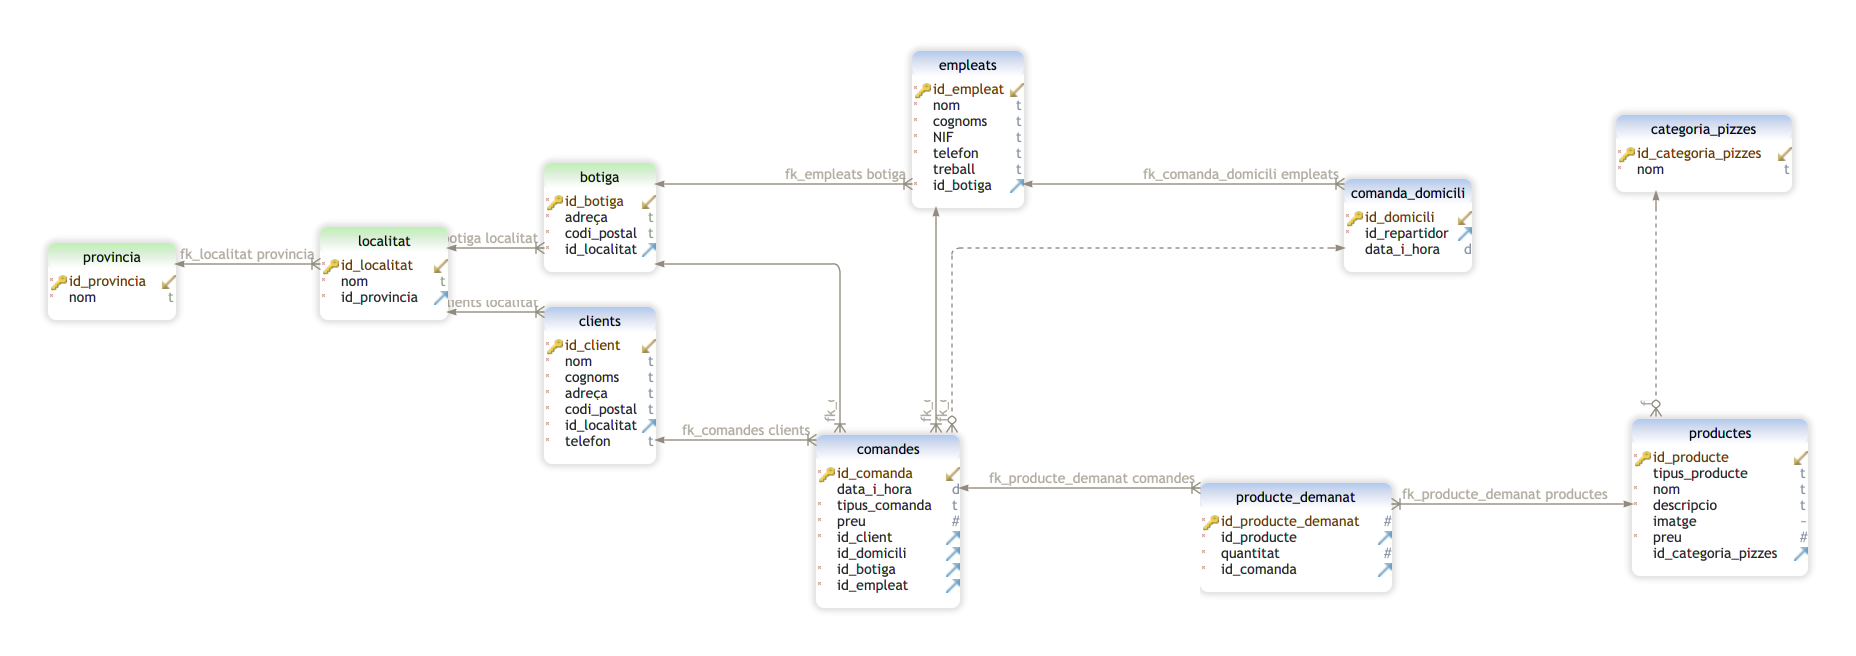 provincia
id_provincia
nom t
fk_localitat provincia
localitat
id_localitat
nom t
id_provincia
botiga localitat
clients localitat
botiga
id_botiga
adreça t
codi_postal t
id_localitat
clients
id_client
nom t
cognoms t
adreça t
codi_postal t
id_localitat
telefon t
fk_empleats botiga
fk_comandes clients
empleats
id_empleat
nom t
cognoms t
NIF t
telefon t
treball t
id_botiga
fk_comanda_domicili empleats
comanda_domicili
id_domicili
id_repartidor
data_i_hora d
fk_
fk_
fk_
comandes
id_comanda
data_i_hora d
tipus_comanda t
preu #
id_client
id_domicili
id_botiga
id_empleat
fk_producte_demanat comandes
producte_demanat
id_producte_demanat #
id_producte
quantitat #
id_comanda
fk_producte_demanat productes
categoria_pizzes
id_categoria_pizzes
nom t
f
productes
id_producte
tipus_producte t
nom t
descripcio t
imatge -
preu #
id_categoria_pizzes